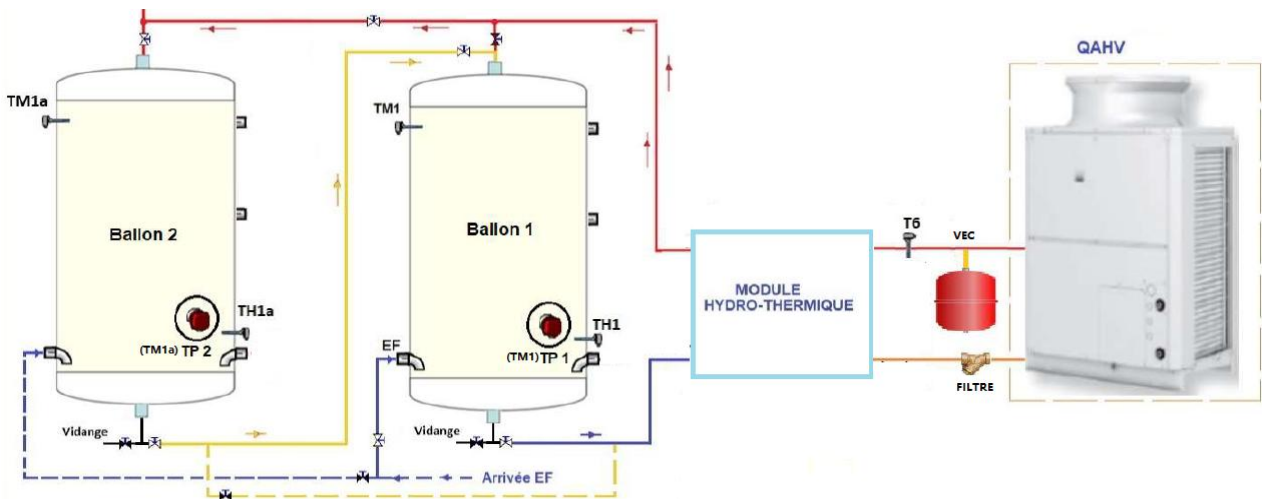 QAHV
TM1a
TM1
Ballon 2
Ballon 1
T6
VEC
MODULE
HYDRO-THERMIQUE
TH1a
TH1
(TM1a) TP 2
EF
(TM1) TP 1
FILTRE
Vidange
Vidange
Arrivée EF